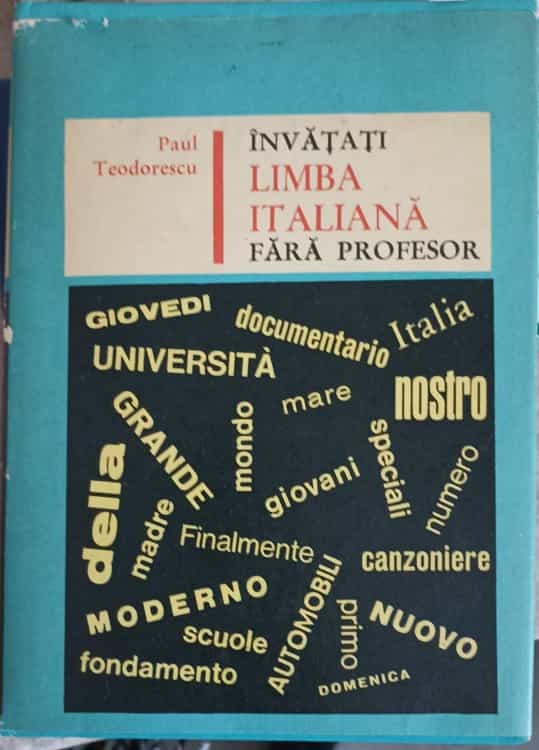 Paul
Teodorescu
ÎNVĂȚAȚI
LIMBA
ITALIANĂ
FĂRĂ PROFESOR
GIOVEDI
documentario
Italia
UNIVERSITÀ
mare
nostro
GRANDE
mondo
giovani
speciali
numero
della
madre
Finalmente
canzoniere
MODERNO
AUTOMOBILI
primo
NUOVO
scuole
fondamento
DOMENICA